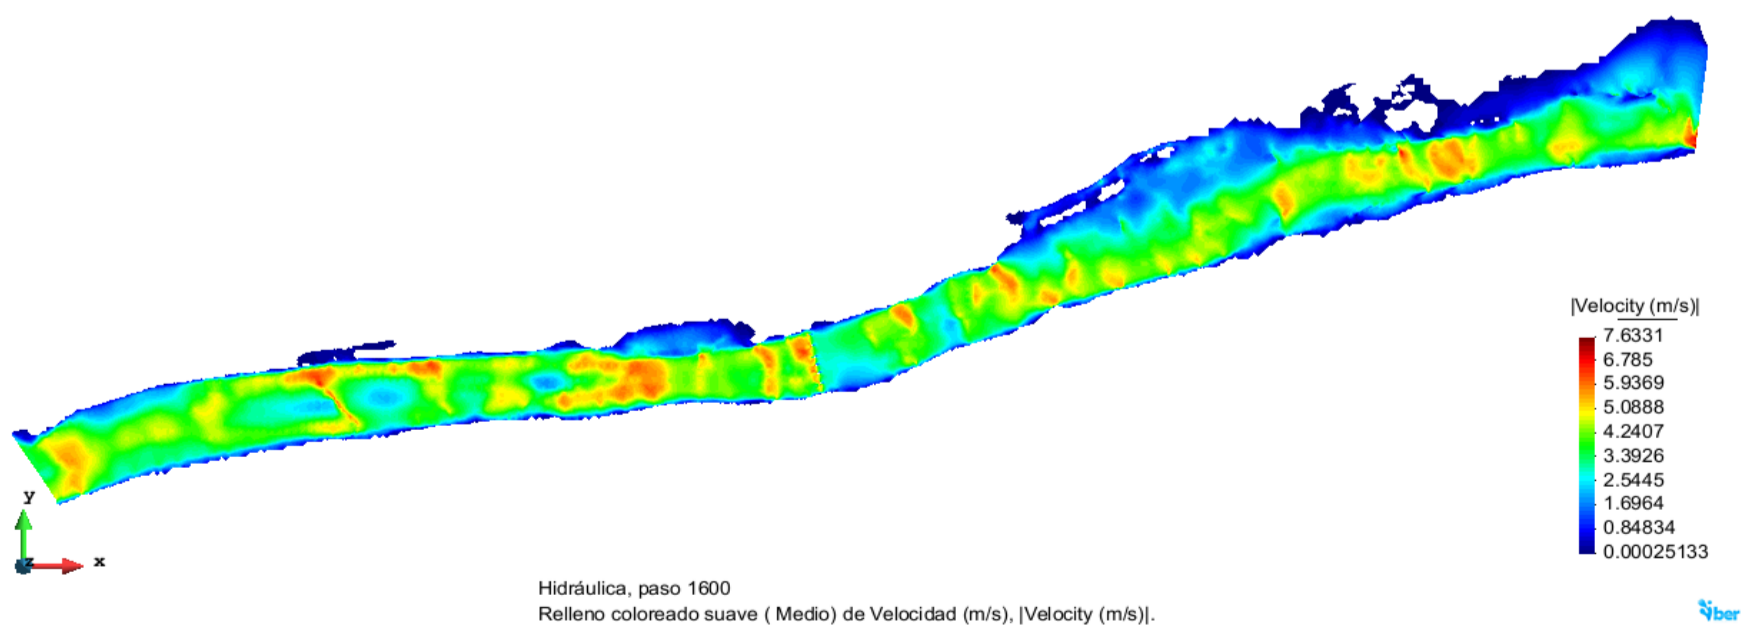 |Velocity (m/s)|
7.6331
6.785
5.9369
5.0888
4.2407
3.3926
2.5445
1.6964
0.84834
0.00025133
y
z
x
Hidráulica, paso 1600
Relleno coloreado suave ( Medio) de Velocidad (m/s), |Velocity (m/s)|.
iber